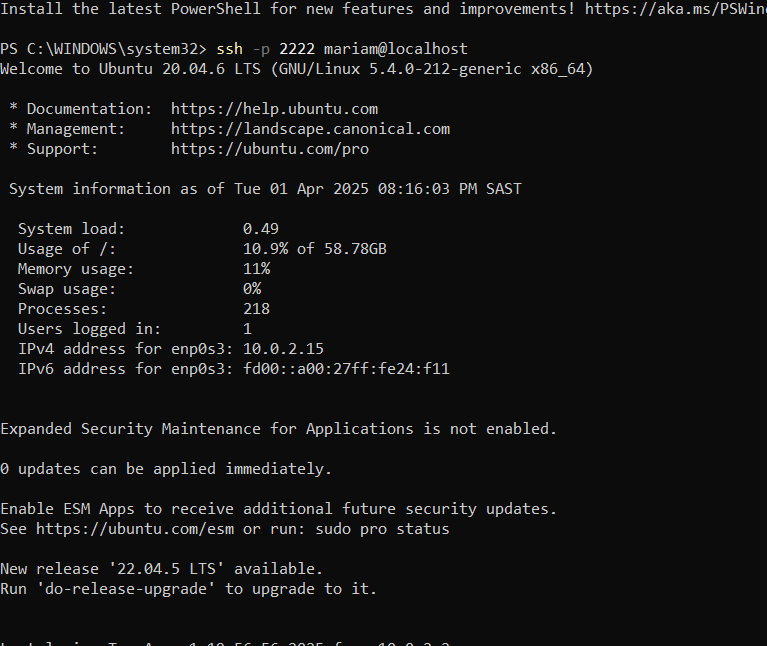 Install the latest PowerShell for new features and improvements! https://aka.ms/PSWin
PS C:\WINDOWS\system32> ssh -p 2222 mariam@localhost
Welcome to Ubuntu 20.04.6 LTS (GNU/Linux 5.4.0-212-generic x86_64)
* Documentation: https://help.ubuntu.com
* Management: https://landscape.canonical.com
* Support: https://ubuntu.com/pro
System information as of Tue 01 Apr 2025 08:16:03 PM SAST
System load: 0.49
Usage of /: 10.9% of 58.78GB
Memory usage: 11%
Swap usage: 0%
Processes: 218
Users logged in: 1
IPv4 address for enp0s3: 10.0.2.15
IPv6 address for enp0s3: fd00::a00:27ff:fe24:f11
Expanded Security Maintenance for Applications is not enabled.
0 updates can be applied immediately.
Enable ESM Apps to receive additional future security updates.
See https://ubuntu.com/esm or run: sudo pro status
New release '22.04.5 LTS' available.
Run 'do-release-upgrade' to upgrade to it.